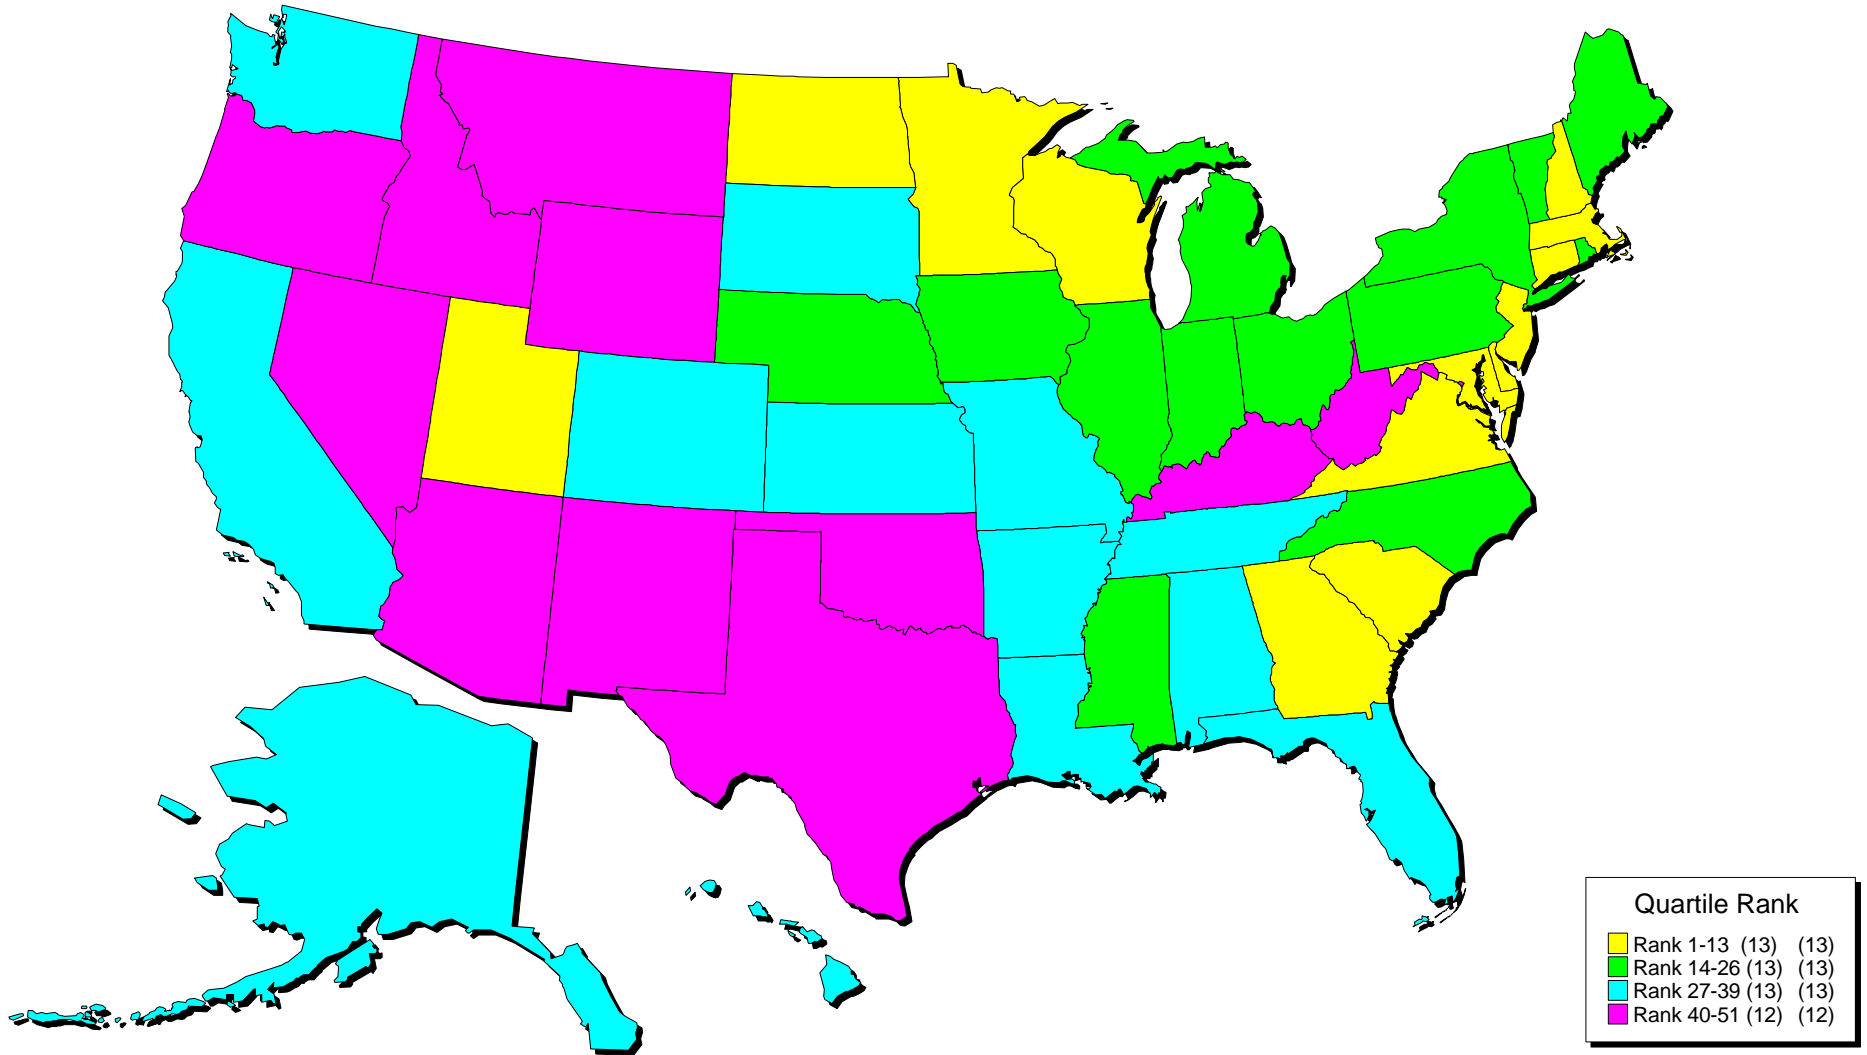 Quartile Rank
Rank 1-13 (13) (13)
Rank 14-26 (13) (13)
Rank 27-39 (13) (13)
Rank 40-51 (12) (12)